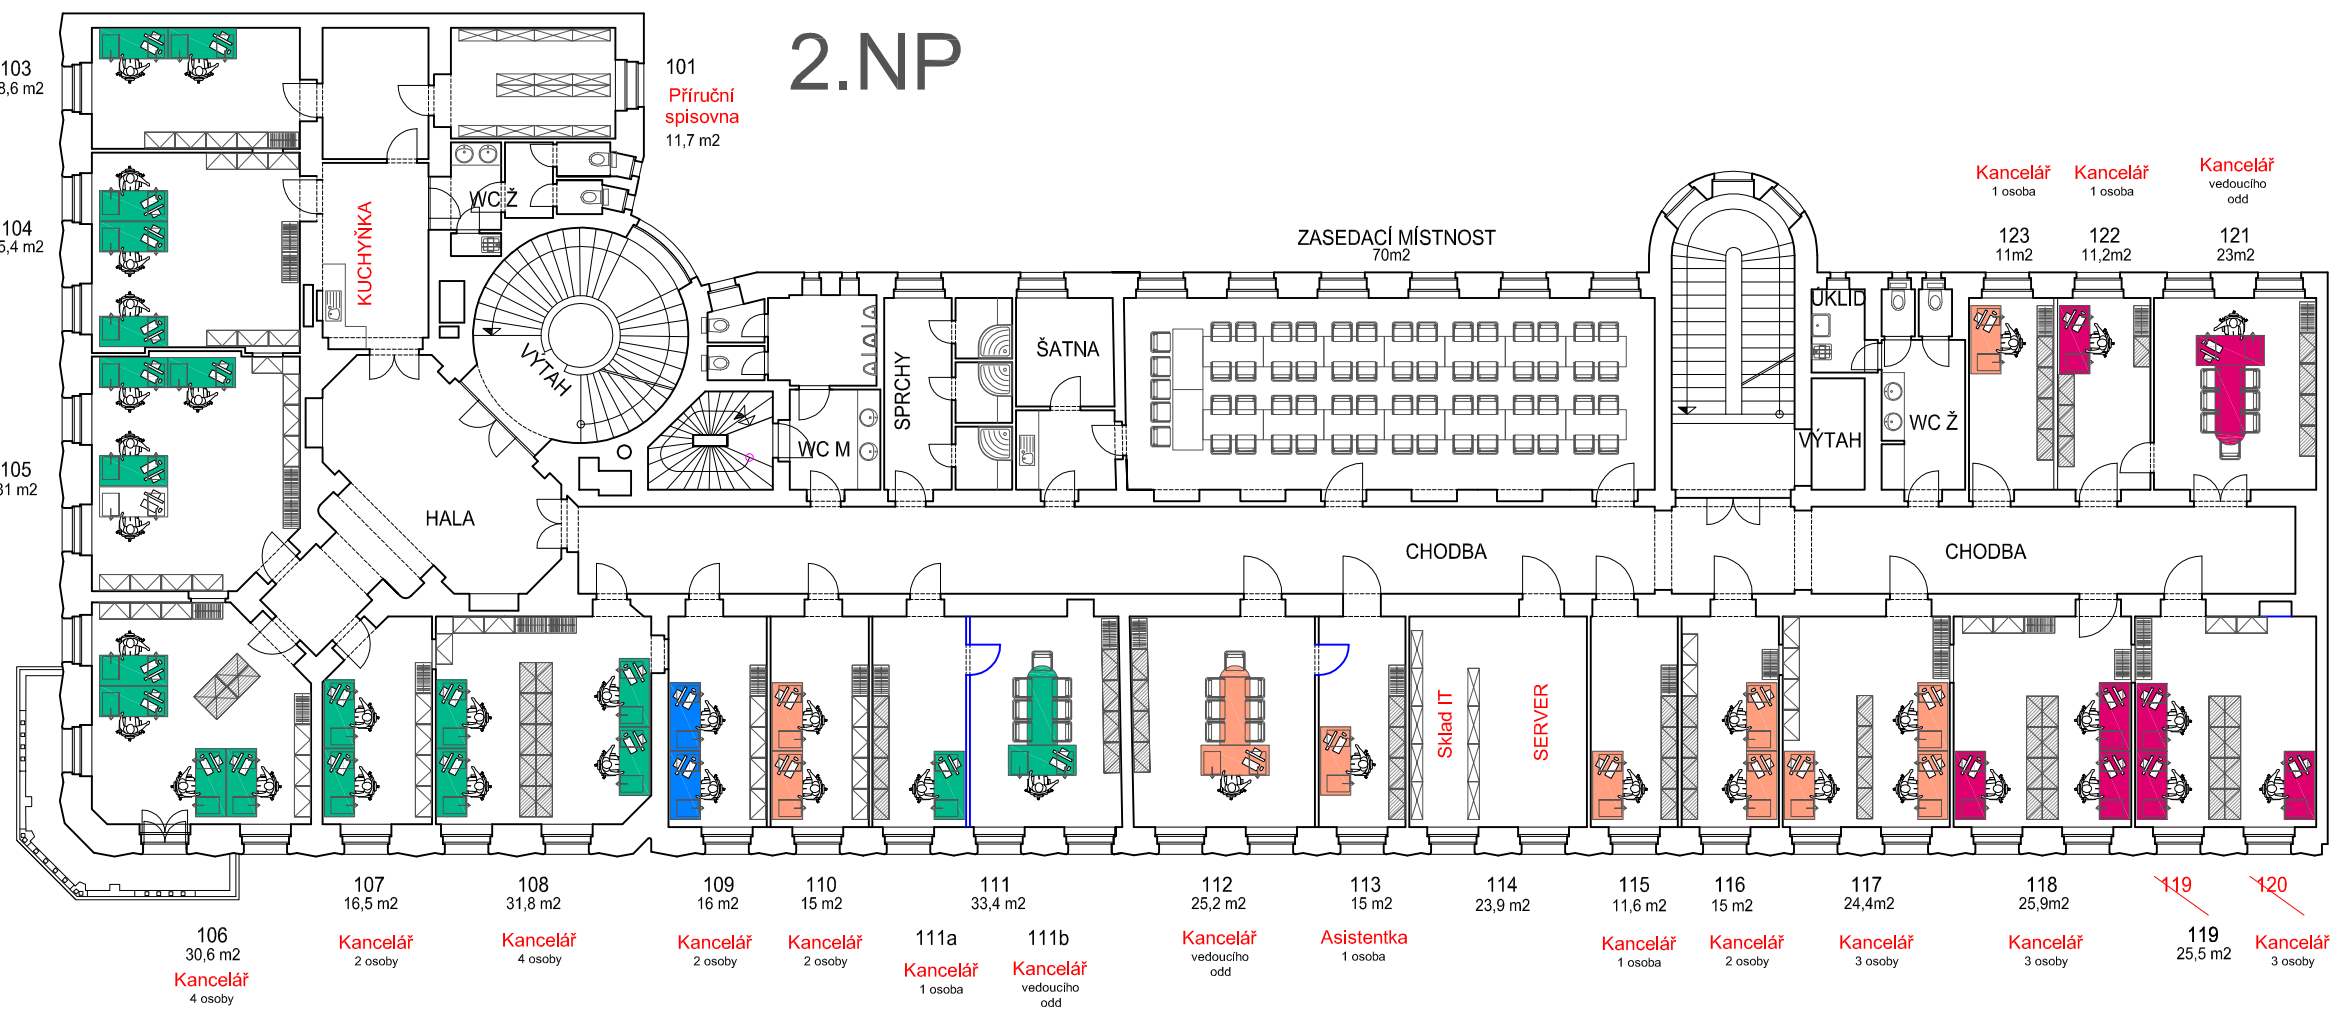 2.NP
103
8,6 m2
101
Příruční
spisovna
11,7 m2
104
5,4 m2
KUCHYŇKA
WC Ž
VÝTAH
105
31 m2
HALA
WC M
SPRCHY
ŠATNA
ZASEDACÍ MÍSTNOST
70m2
ÚKLID
VÝTAH
WC Ž
Kancelář
1 osoba
123
11m2
Kancelář
1 osoba
122
11,2m2
Kancelář
vedoucího
odd
121
23m2
CHODBA
CHODBA
Sklad IT
SERVER
106
30,6 m2
Kancelář
4 osoby
107
16,5 m2
Kancelář
2 osoby
108
31,8 m2
Kancelář
4 osoby
109
16 m2
Kancelář
2 osoby
110
15 m2
Kancelář
2 osoby
111
33,4 m2
111a
Kancelář
1 osoba
111b
Kancelář
vedoucího
odd
112
25,2 m2
Kancelář
vedoucího
odd
113
15 m2
Asistentka
1 osoba
114
23,9 m2
115
11,6 m2
Kancelář
1 osoba
116
15 m2
Kancelář
2 osoby
117
24,4m2
Kancelář
3 osoby
118
25,9m2
Kancelář
3 osoby
119
120
119
25,5 m2
Kancelář
3 osoby